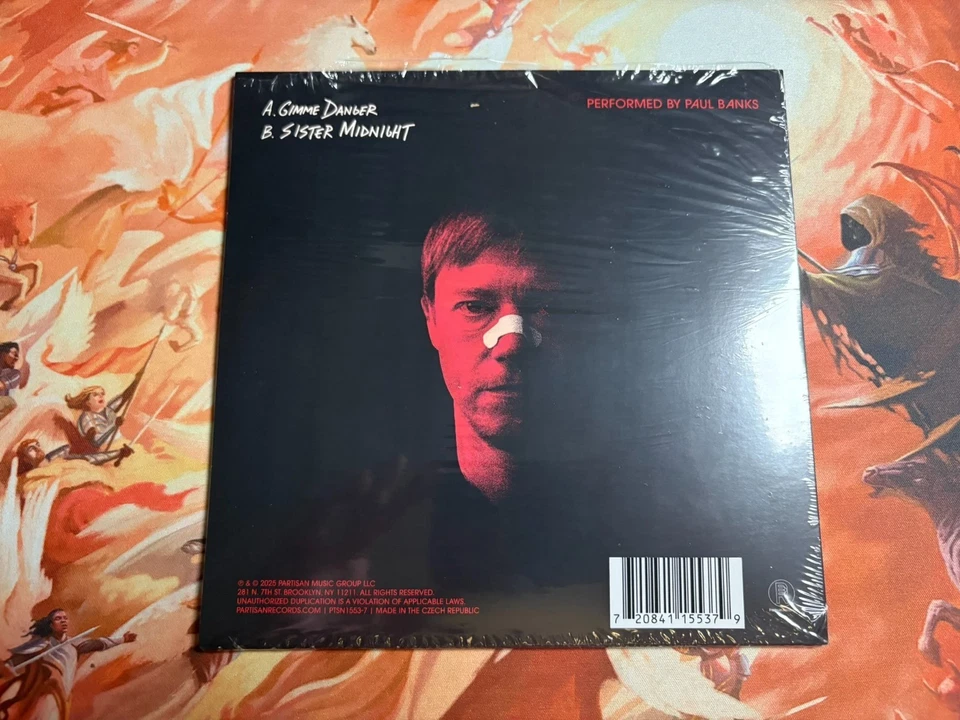 A. GIMME DANGER
B. SISTER MIDNIGHT
PERFORMED BY PAUL BANKS
℗ & © 2025 PARTISAN MUSIC GROUP LLC
281 N. 7TH ST. BROOKLYN, NY 11211 ALL RIGHTS RESERVED.
UNAUTHORIZED DUPLICATION IS A VIOLATION OF APPLICABLE LAWS.
PARTISANRECORDS.COM | PTSN1553-7 | MADE IN THE CZECH REPUBLIC
7 20841 15537 9